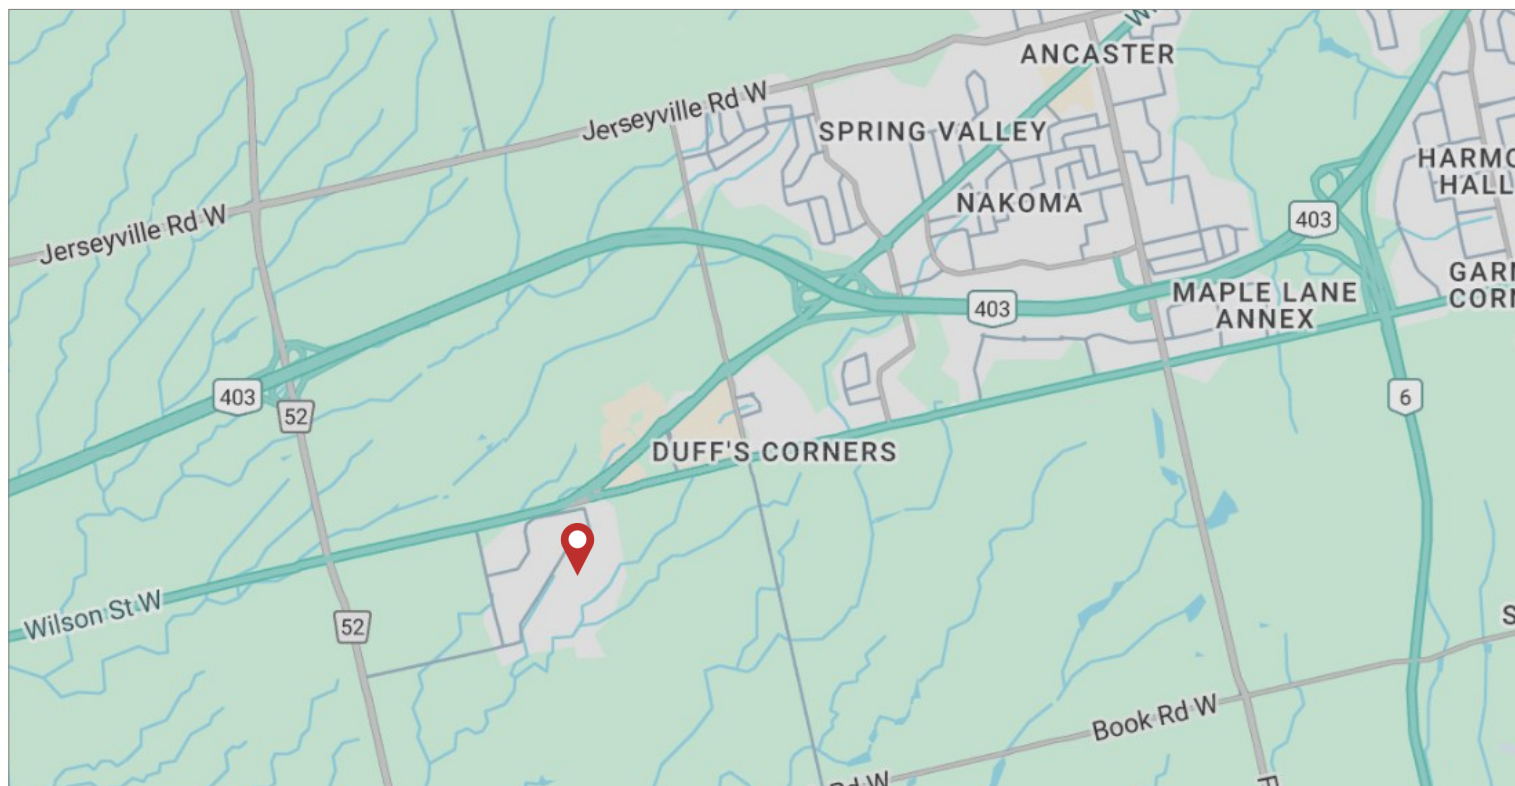 ANCASTER
Jerseyville Rd W
SPRING VALLEY
HARMO
HALL
NAKOMA
403
Jerseyville Rd W
GARN
CORN
MAPLE LANE
ANNEX
403
403
6
52
DUFF'S CORNERS
Wilson St W
52
Book Rd W
Rd W